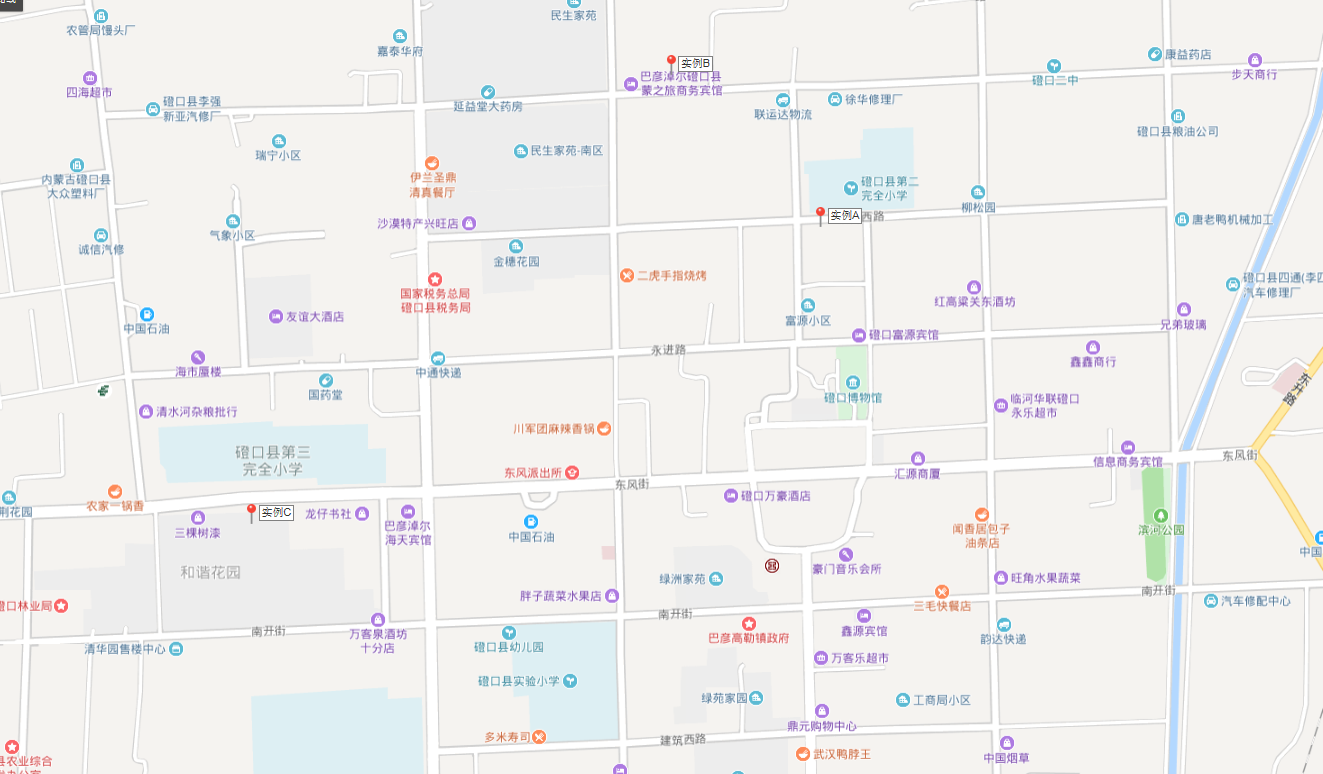 民生家苑
农管局馒头厂
嘉泰华府
实例B
康益药店
步天商行
磴口二中
四海超市
巴彦淖尔磴口县
蒙之旅商务宾馆
磴口县李强
新亚汽修厂
延益堂大药房
联运达物流
徐华修理厂
磴口县粮油公司
瑞宁小区
民生家苑-南区
内蒙古磴口县
大众塑料厂
伊兰圣鼎
清真餐厅
磴口县第二
完全小学
柳松园
沙漠特产兴旺店
实例A
西路
唐老鸭机械加工
诚信汽修
气象小区
金穗花园
二虎手指烧烤
国家税务总局
磴口县税务局
磴口县四通(李四
汽车修理厂
红高粱关东酒坊
中国石油
友谊大酒店
富源小区
磴口富源宾馆
兄弟玻璃
永进路
鑫鑫商行
海市蜃楼
中通快递
国药堂
磴口博物馆
东开路
清水河杂粮批行
临河华联磴口
永乐超市
川军团麻辣香锅
磴口县第三
完全小学
东风派出所
汇源商厦
信息商务宾馆
东风街
东风街
荆花园
农家一锅香
实例C
龙仔书社
磴口万豪酒店
三棵树漆
巴彦淖尔
海天宾馆
中国石油
闻香居包子
油条店
滨河公园
中国
和谐花园
绿洲家苑
豪门音乐会所
旺角水果蔬菜
磴口林业局
胖子蔬菜水果店
南开街
三毛快餐店
南开街
汽车修配中心
南开街
万客泉酒坊
十分店
巴彦高勒镇政府
鑫源宾馆
韵达快递
清华园售楼中心
磴口县幼儿园
万客乐超市
磴口县实验小学
绿苑家园
工商局小区
鼎元购物中心
多米寿司
建筑西路
武汉鸭脖王
中国烟草
县农业综合